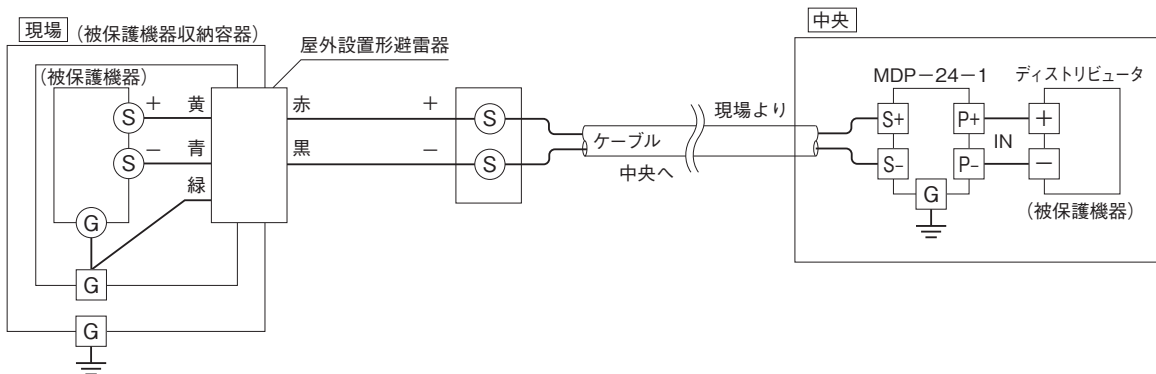 現場 (被保護機器収納容器)
屋外設置形避雷器
中央
(被保護機器)
MDP−24−1
ディストリビュータ
S + 黄 赤 + S
現場より
S+ P+ +
ケーブル
IN
S − 青 黒 − S
中央へ
S− P− −
緑
G
G
(被保護機器)
G
G